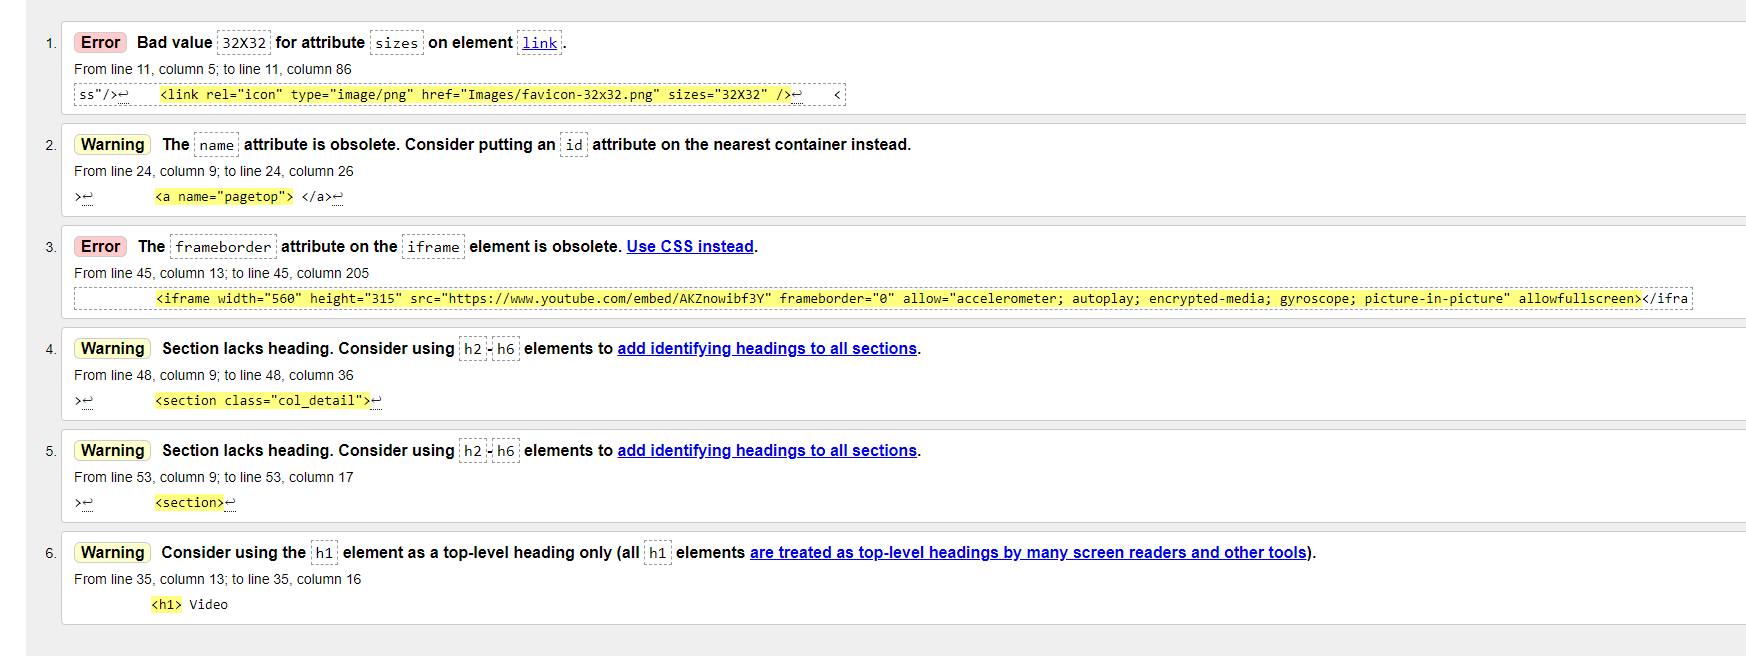 1. Error Bad value 32X32 for attribute sizes on element link.
From line 11, column 5; to line 11, column 86
ss"/>↩ <link rel="icon" type="image/png" href="Images/favicon-32x32.png" sizes="32X32" />↩ <
2. Warning The name attribute is obsolete. Consider putting an id attribute on the nearest container instead.
From line 24, column 9; to line 24, column 26
>↩ <a name="pagetop"> </a>↩
3. Error The frameborder attribute on the iframe element is obsolete. Use CSS instead.
From line 45, column 13; to line 45, column 205
<iframe width="560" height="315" src="https://www.youtube.com/embed/AKZnowibf3Y" frameborder="0" allow="accelerometer; autoplay; encrypted-media; gyroscope; picture-in-picture" allowfullscreen></ifra
4. Warning Section lacks heading. Consider using h2-h6 elements to add identifying headings to all sections.
From line 48, column 9; to line 48, column 36
>↩ <section class="col_detail">↩
5. Warning Section lacks heading. Consider using h2-h6 elements to add identifying headings to all sections.
From line 53, column 9; to line 53, column 17
>↩ <section>↩
6. Warning Consider using the h1 element as a top-level heading only (all h1 elements are treated as top-level headings by many screen readers and other tools).
From line 35, column 13; to line 35, column 16
<h1> Video